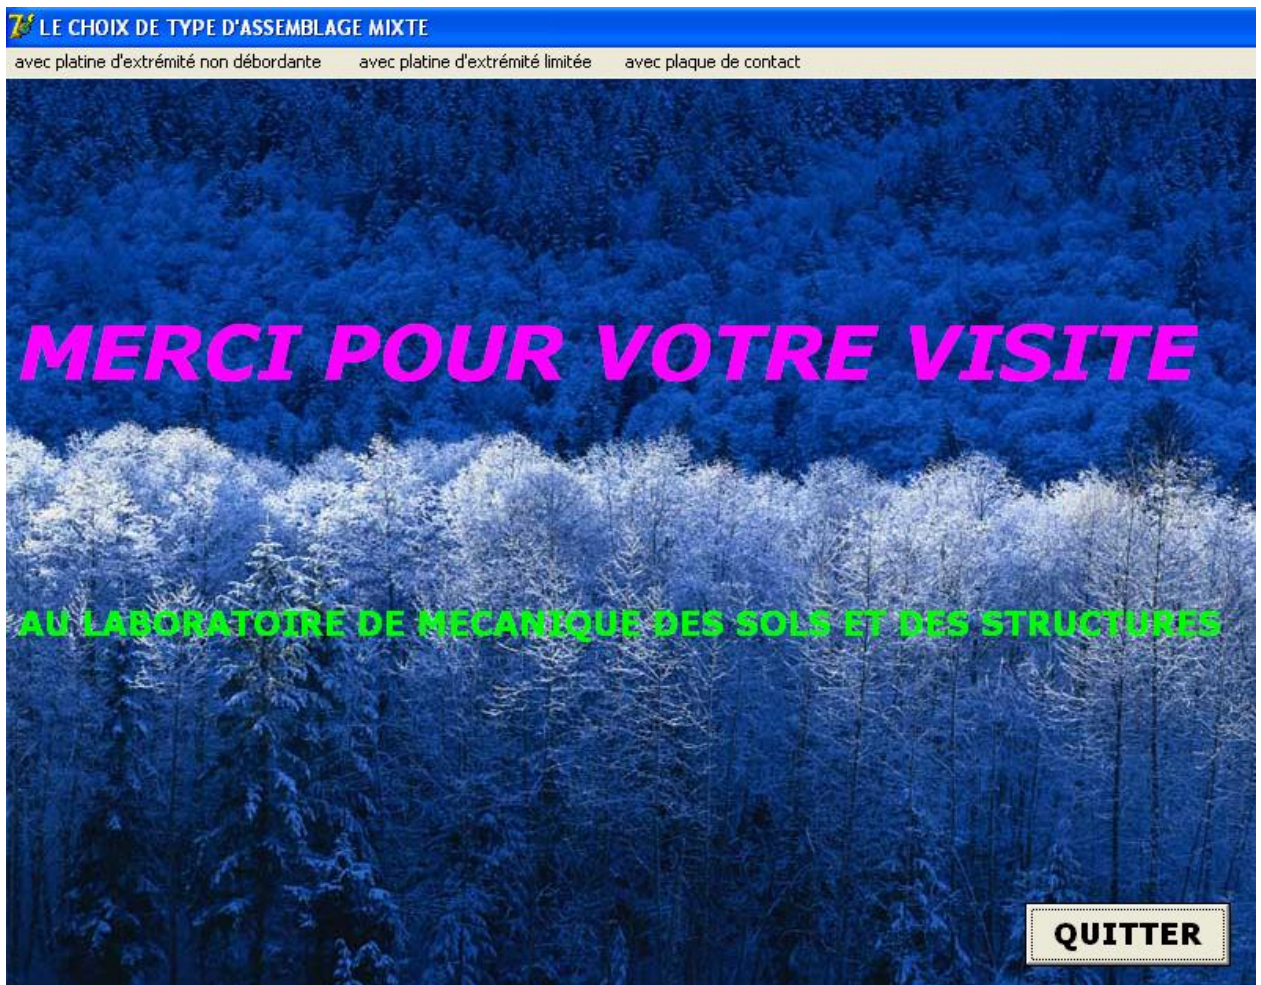 LE CHOIX DE TYPE D'ASSEMBLAGE MIXTE
avec platine d'extrémité non débordante avec platine d'extrémité limitée avec plaque de contact
MERCI POUR VOTRE VISITE
AU LABORATOIRE DE MECANIQUE DES SOLS ET DES STRUCTURES
QUITTER